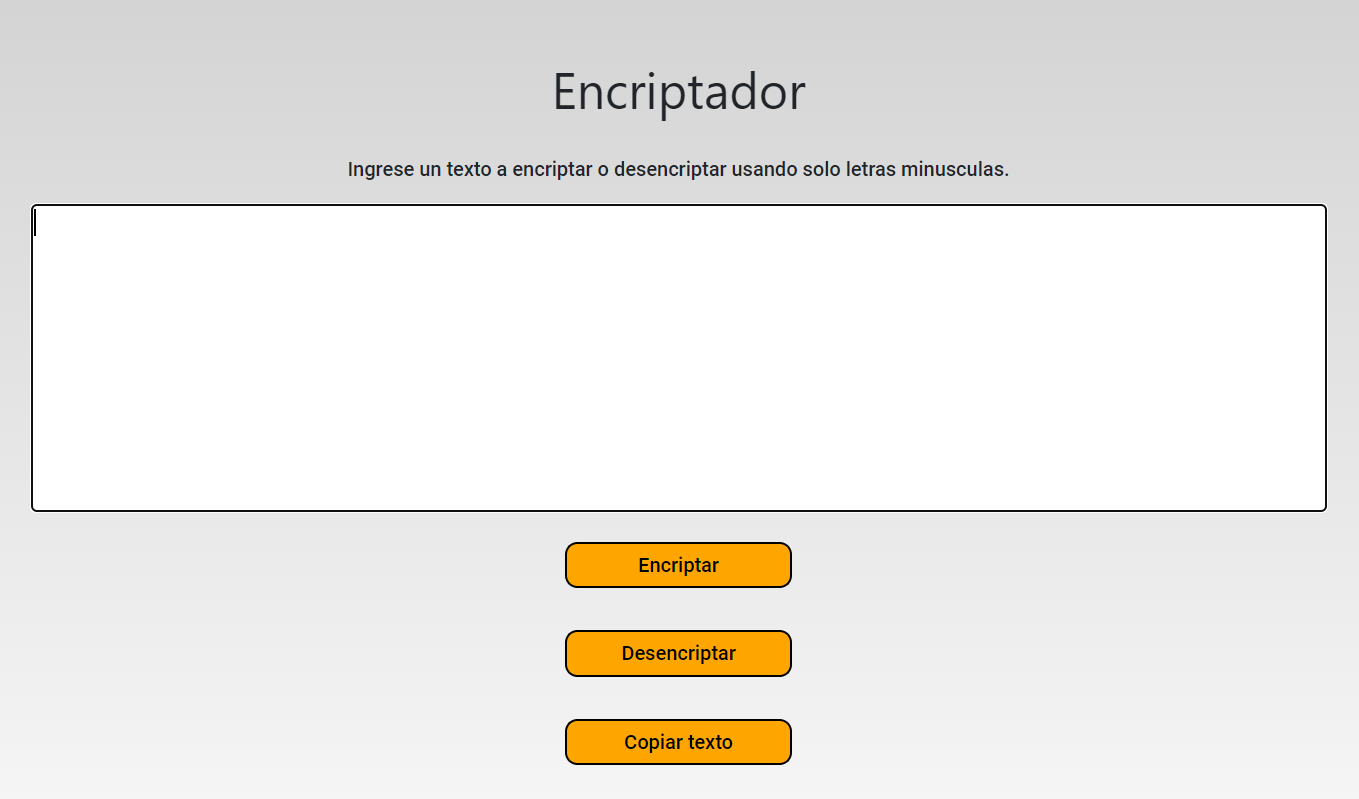 Encriptador
Ingrese un texto a encriptar o desencriptar usando solo letras minusculas.
Encriptar
Desencriptar
Copiar texto